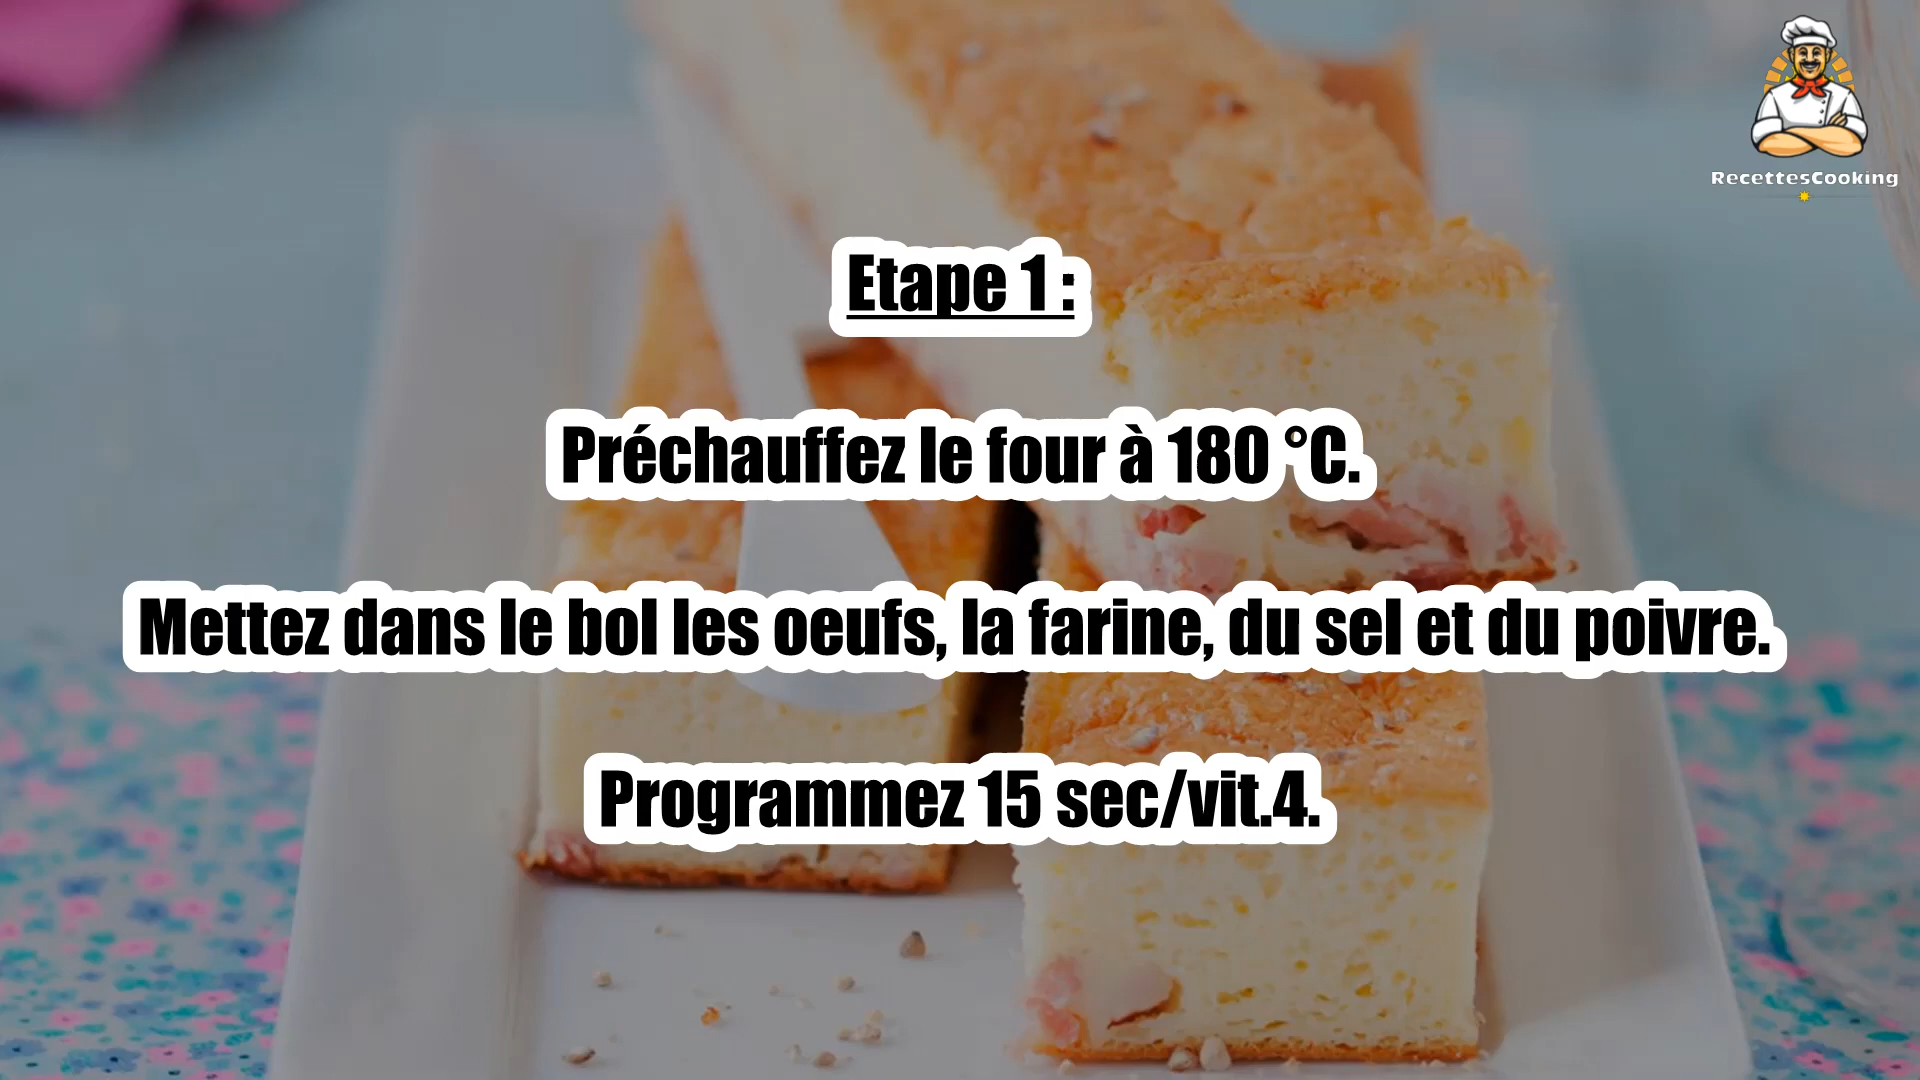 RecettesCooking
Etape 1 :
Préchauffez le four à 180 °C.
Mettez dans le bol les oeufs, la farine, du sel et du poivre.
Programmez 15 sec/vit.4.